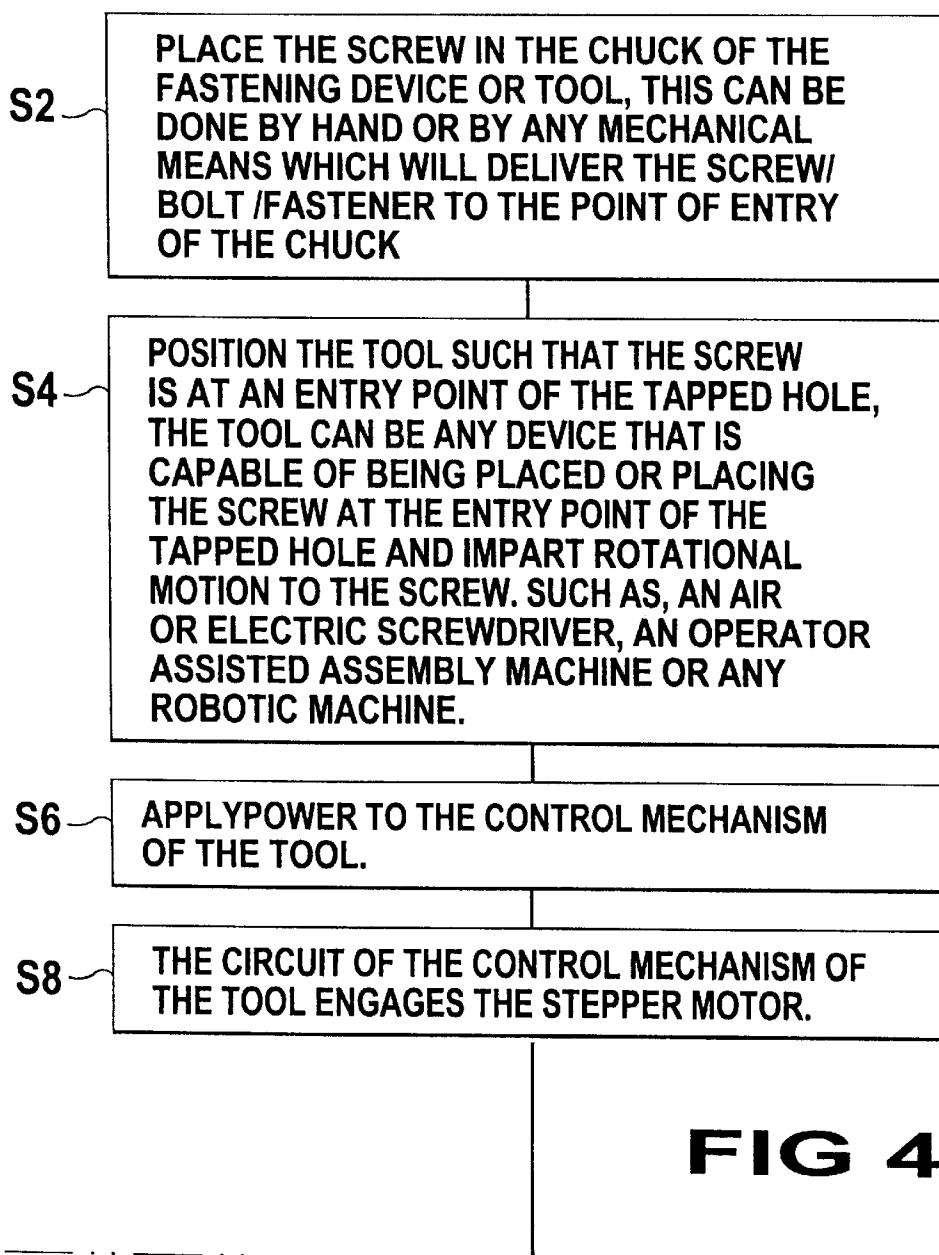 S2
PLACE THE SCREW IN THE CHUCK OF THE
FASTENING DEVICE OR TOOL, THIS CAN BE
DONE BY HAND OR BY ANY MECHANICAL
MEANS WHICH WILL DELIVER THE SCREW/
BOLT /FASTENER TO THE POINT OF ENTRY
OF THE CHUCK
S4
POSITION THE TOOL SUCH THAT THE SCREW
IS AT AN ENTRY POINT OF THE TAPPED HOLE,
THE TOOL CAN BE ANY DEVICE THAT IS
CAPABLE OF BEING PLACED OR PLACING
THE SCREW AT THE ENTRY POINT OF THE
TAPPED HOLE AND IMPART ROTATIONAL
MOTION TO THE SCREW. SUCH AS, AN AIR
OR ELECTRIC SCREWDRIVER, AN OPERATOR
ASSISTED ASSEMBLY MACHINE OR ANY
ROBOTIC MACHINE.
S6
APPLYPOWER TO THE CONTROL MECHANISM
OF THE TOOL.
S8
THE CIRCUIT OF THE CONTROL MECHANISM OF
THE TOOL ENGAGES THE STEPPER MOTOR.
FIG 4